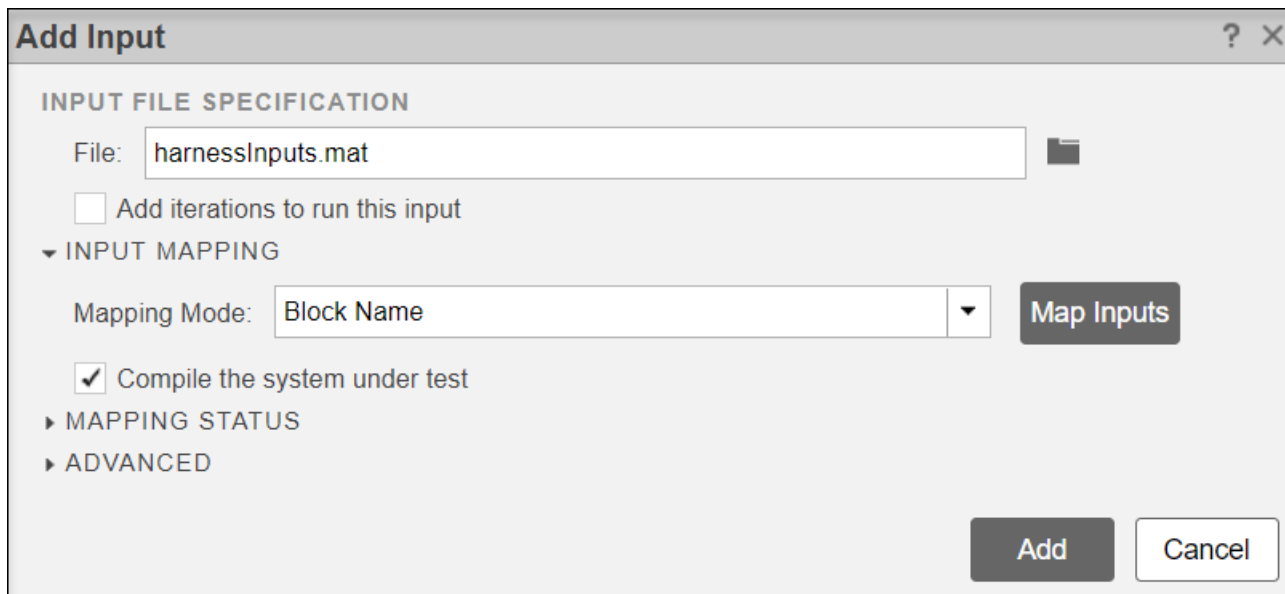 Add Input ? ×
INPUT FILE SPECIFICATION
File: harnessInputs.mat
Add iterations to run this input
INPUT MAPPING
Mapping Mode: Block Name Map Inputs
Compile the system under test
MAPPING STATUS
ADVANCED
Add Cancel